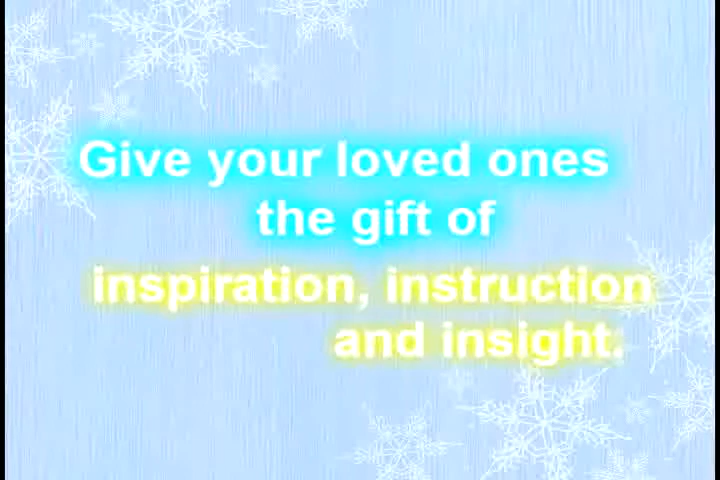 Give your loved ones
the gift of
inspiration, instruction
and insight.